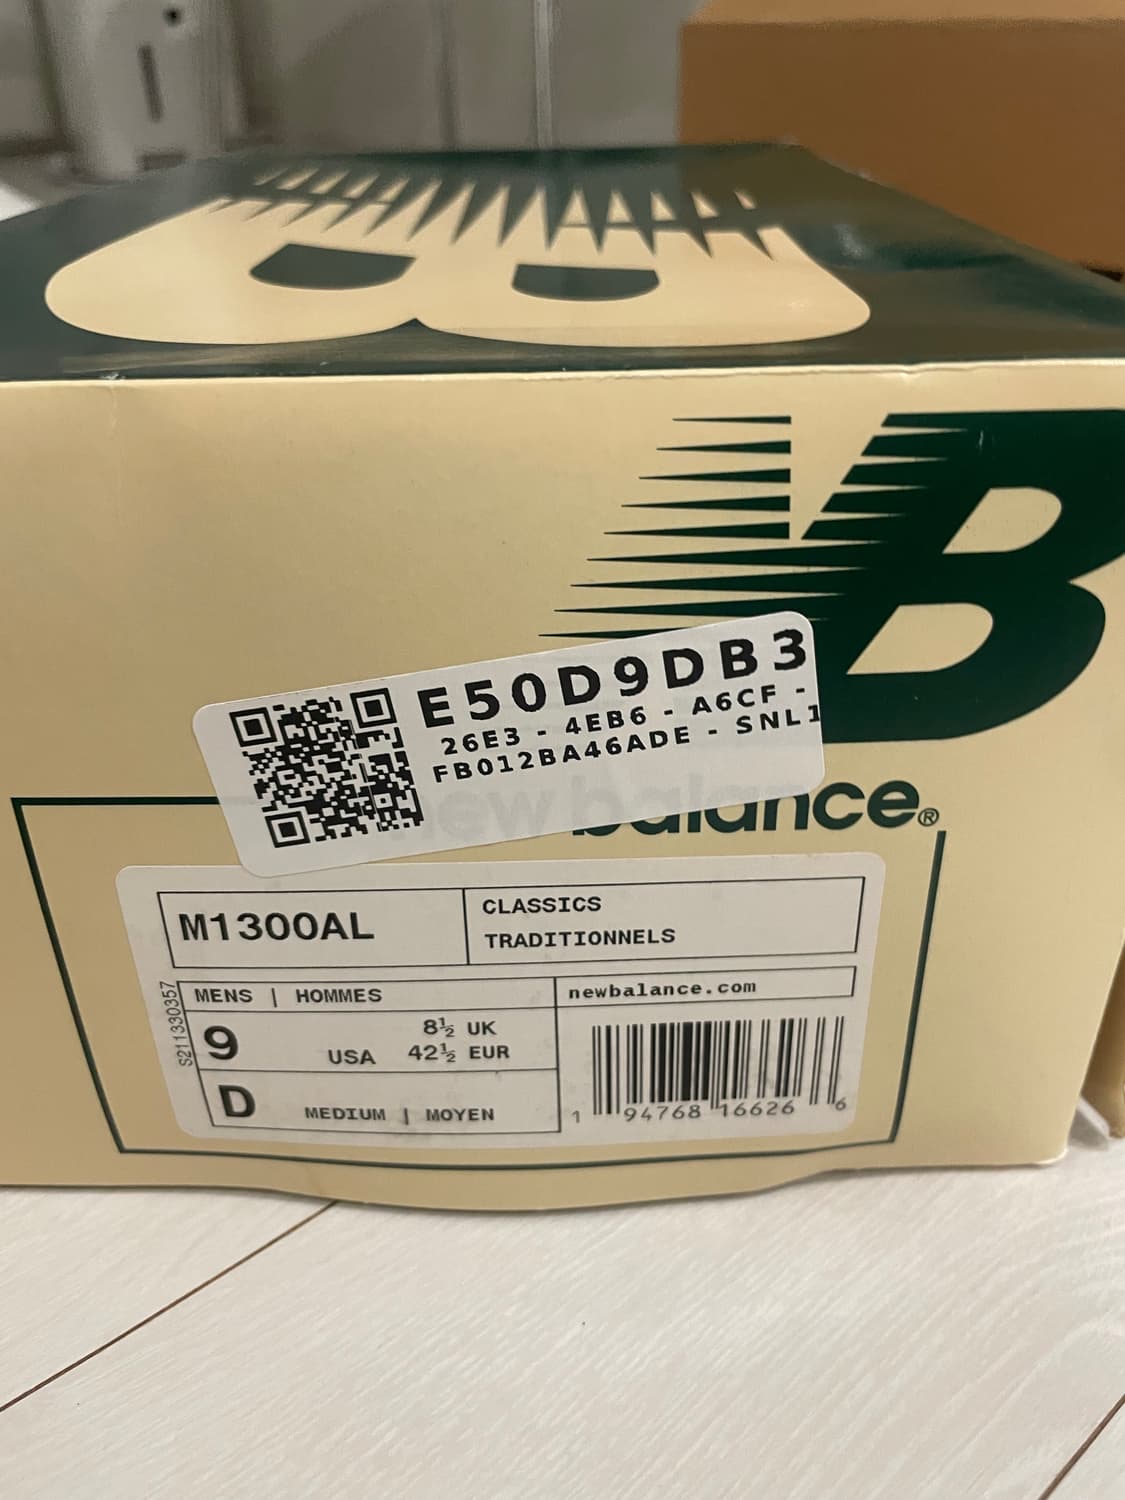 B
E50D9DB3
26E3 - 4EB6 - A6CF -
FB012BA46ADE - SNL1
new balance®
M1300AL
CLASSICS
TRADITIONNELS
MENS | HOMMES
newbalance.com
S211330357
9
USA
8½ UK
42½ EUR
D
MEDIUM | MOYEN
1 94768 16626 6